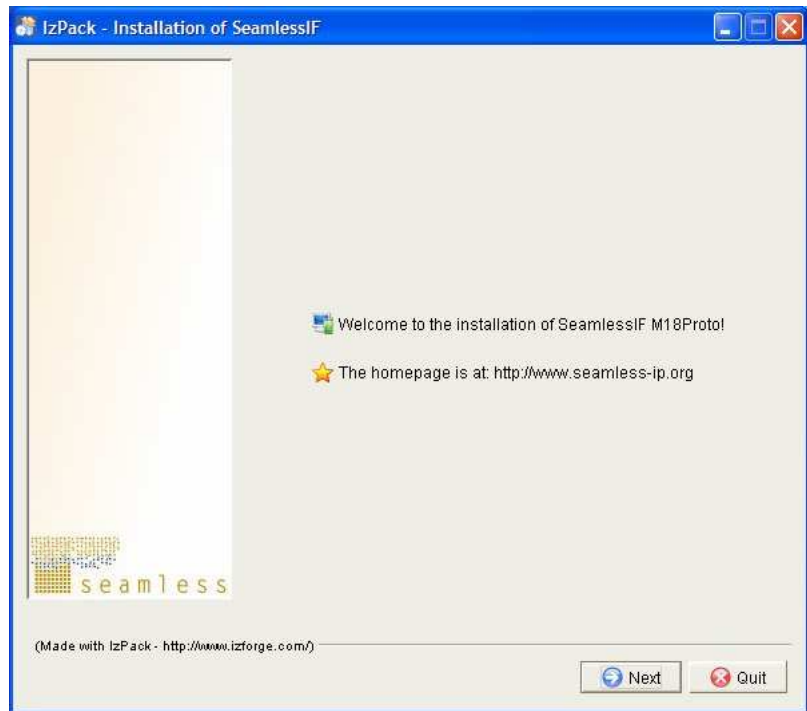 IzPack - Installation of SeamlessIF
Welcome to the installation of SeamlessIF M18Proto!
The homepage is at: http://www.seamless-ip.org
seamless
(Made with IzPack - http://www.izforge.com/)
Next
Quit